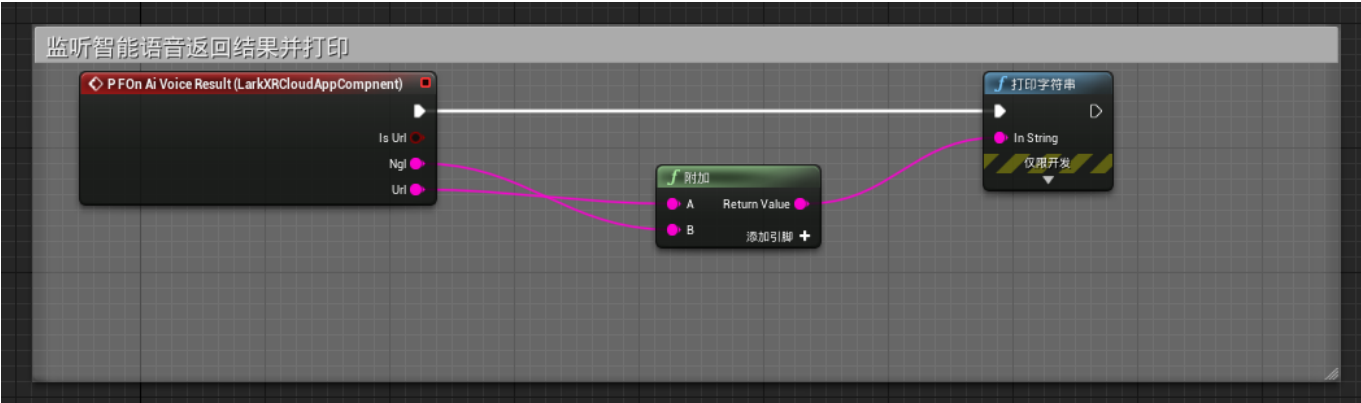 监听智能语音返回结果并打印
P FOn Ai Voice Result (LarkXRCloudAppCompnent)
Is Url
Ngl
Url
附加
A
Return Value
B
添加引脚
打印字符串
In String
仅限开发